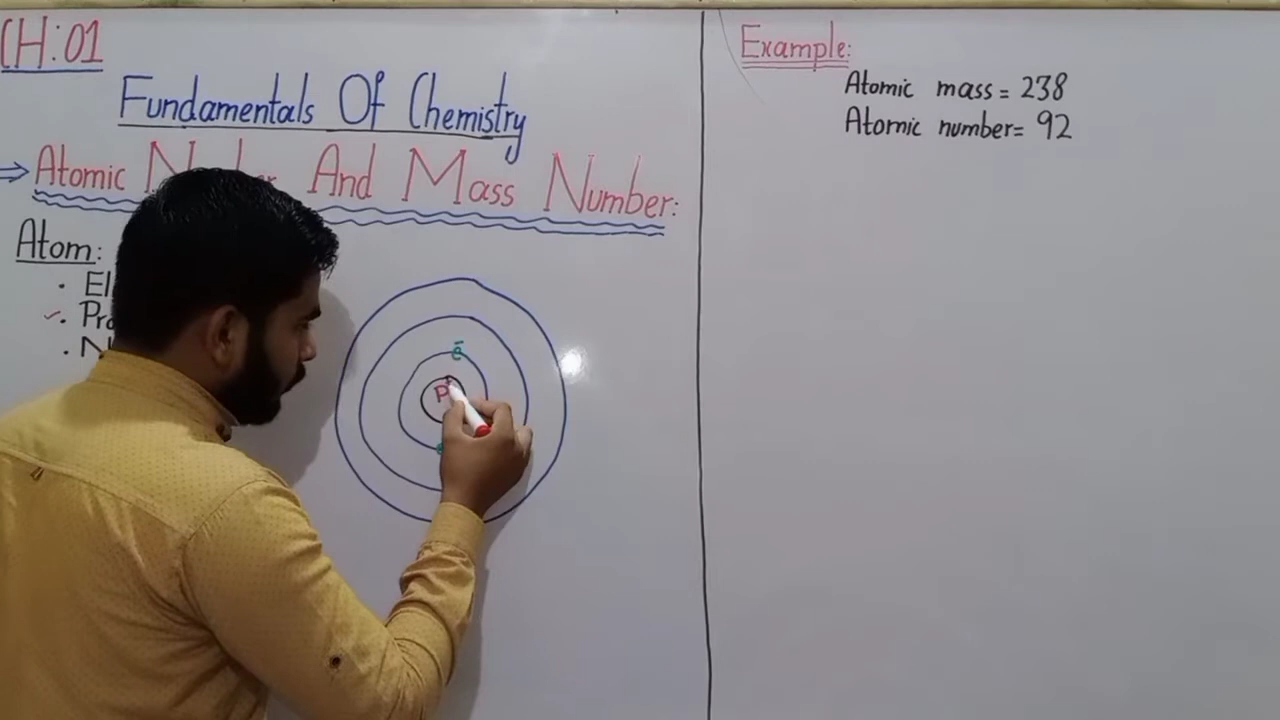 CH:01
Fundamentals Of Chemistry
⇒ Atomic And Mass Number:
Atom:
e⁻
P⁺
Example:
Atomic mass = 238
Atomic number= 92